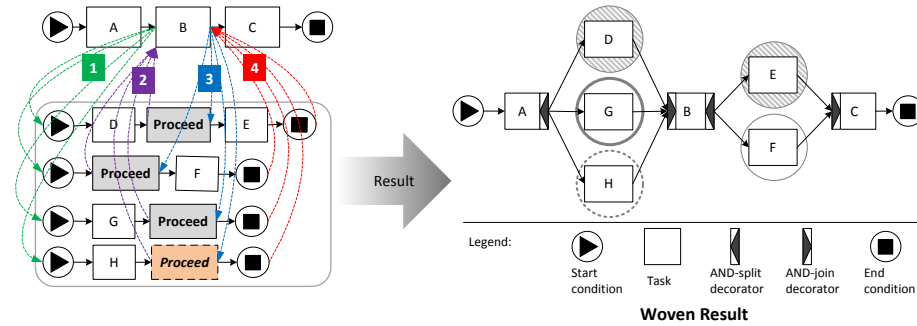 A B C
1 2 3 4
D Proceed E
Proceed F
G Proceed
H Proceed
Result
D
G
H
A B
E
F
C
Legend:
Start
condition
Task
AND-split
decorator
AND-join
decorator
End
condition
Woven Result